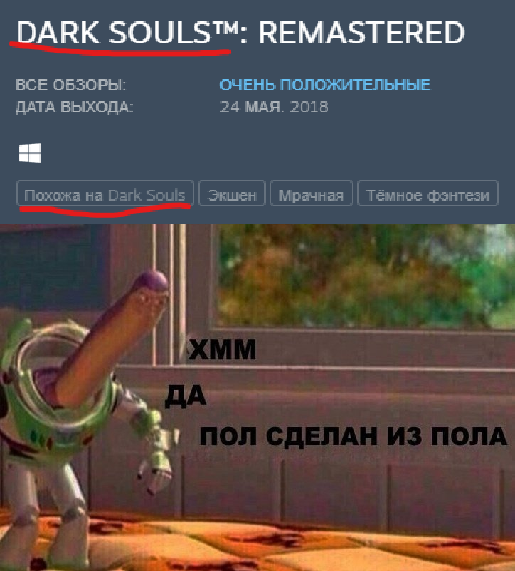 DARK SOULS™: REMASTERED
ВСЕ ОБЗОРЫ: ОЧЕНЬ ПОЛОЖИТЕЛЬНЫЕ
ДАТА ВЫХОДА: 24 МАЯ. 2018
Похожа на Dark Souls Экшен Мрачная Тёмное фэнтези
ХММ
ДА
ПОЛ СДЕЛАН ИЗ ПОЛА